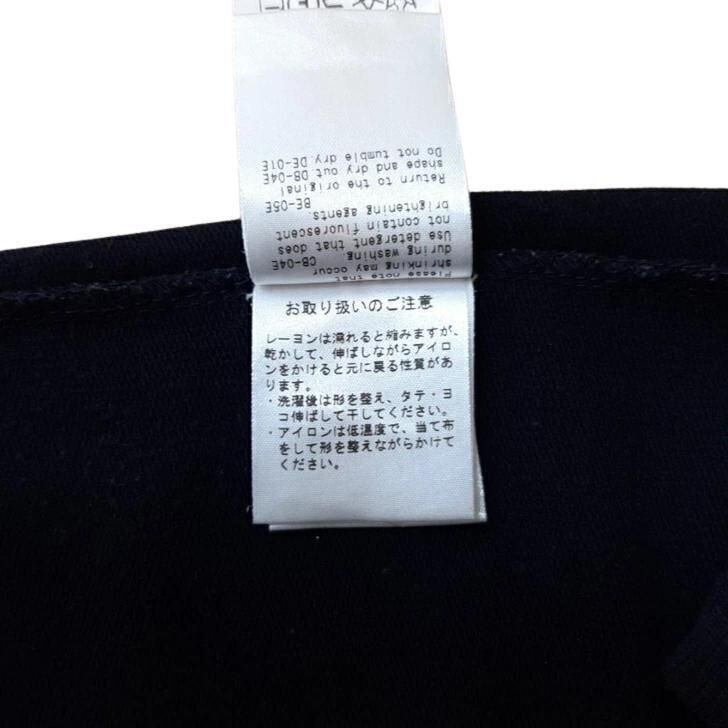 Please note that
shrinking may occur
during washing. CB-04E
Use detergent that does
not contain fluorescent
brightening agents.
BE-05E
Return to the original
shape and dry out DB-04E
Do not tumble dry. DE-01E
お取り扱いのご注意
レーヨンは濡れると縮みますが、
乾かして、伸ばしながらアイロ
ンをかけると元に戻る性質があ
ります。
・洗濯後は形を整え、タテ・ヨ
コ伸ばして干してください。
・アイロンは低温度で、当て布
をして形を整えながらかけて
ください。